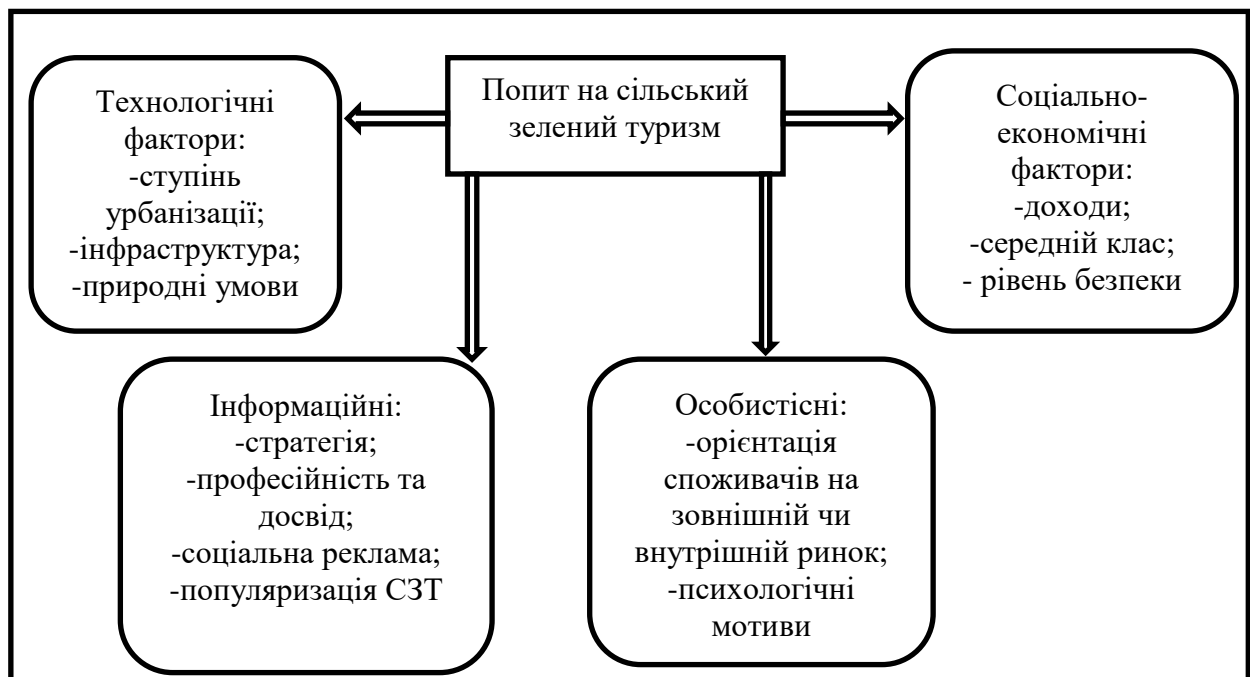 Попит на сільський
зелений туризм
Технологічні
фактори:
-ступінь
урбанізації;
-інфраструктура;
-природні умови
Соціально-
економічні
фактори:
-доходи;
-середній клас;
- рівень безпеки
Інформаційні:
-стратегія;
-професійність та
досвід;
-соціальна реклама;
-популяризація СЗТ
Особистісні:
-орієнтація
споживачів на
зовнішній чи
внутрішній ринок;
-психологічні
мотиви